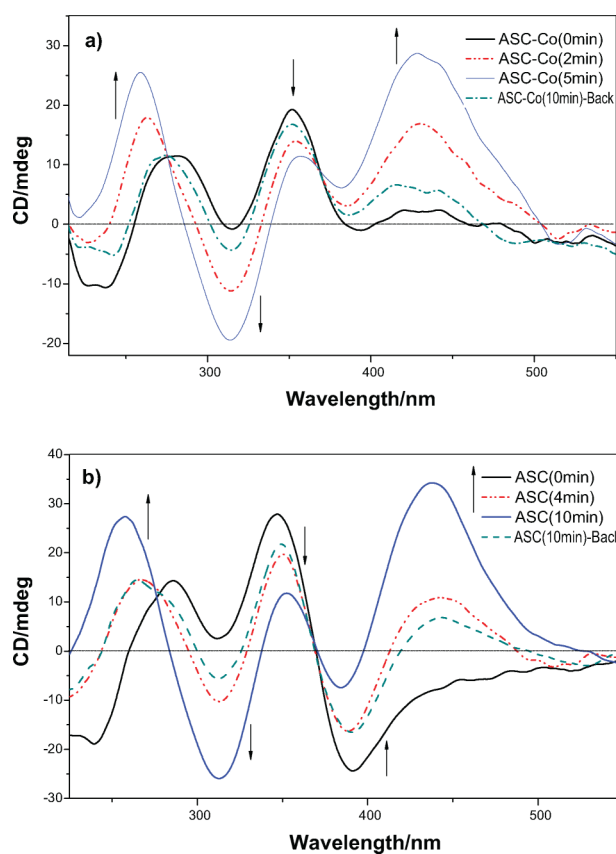 a)
ASC-Co(0min)
ASC-Co(2min)
ASC-Co(5min)
ASC-Co(10min)-Back
30
20
10
0
-10
-20
CD/mdeg
300
400
500
Wavelength/nm
b)
ASC(0min)
ASC(4min)
ASC(10min)
ASC(10min)-Back
40
30
20
10
0
-10
-20
-30
CD/mdeg
300
400
500
Wavelength/nm